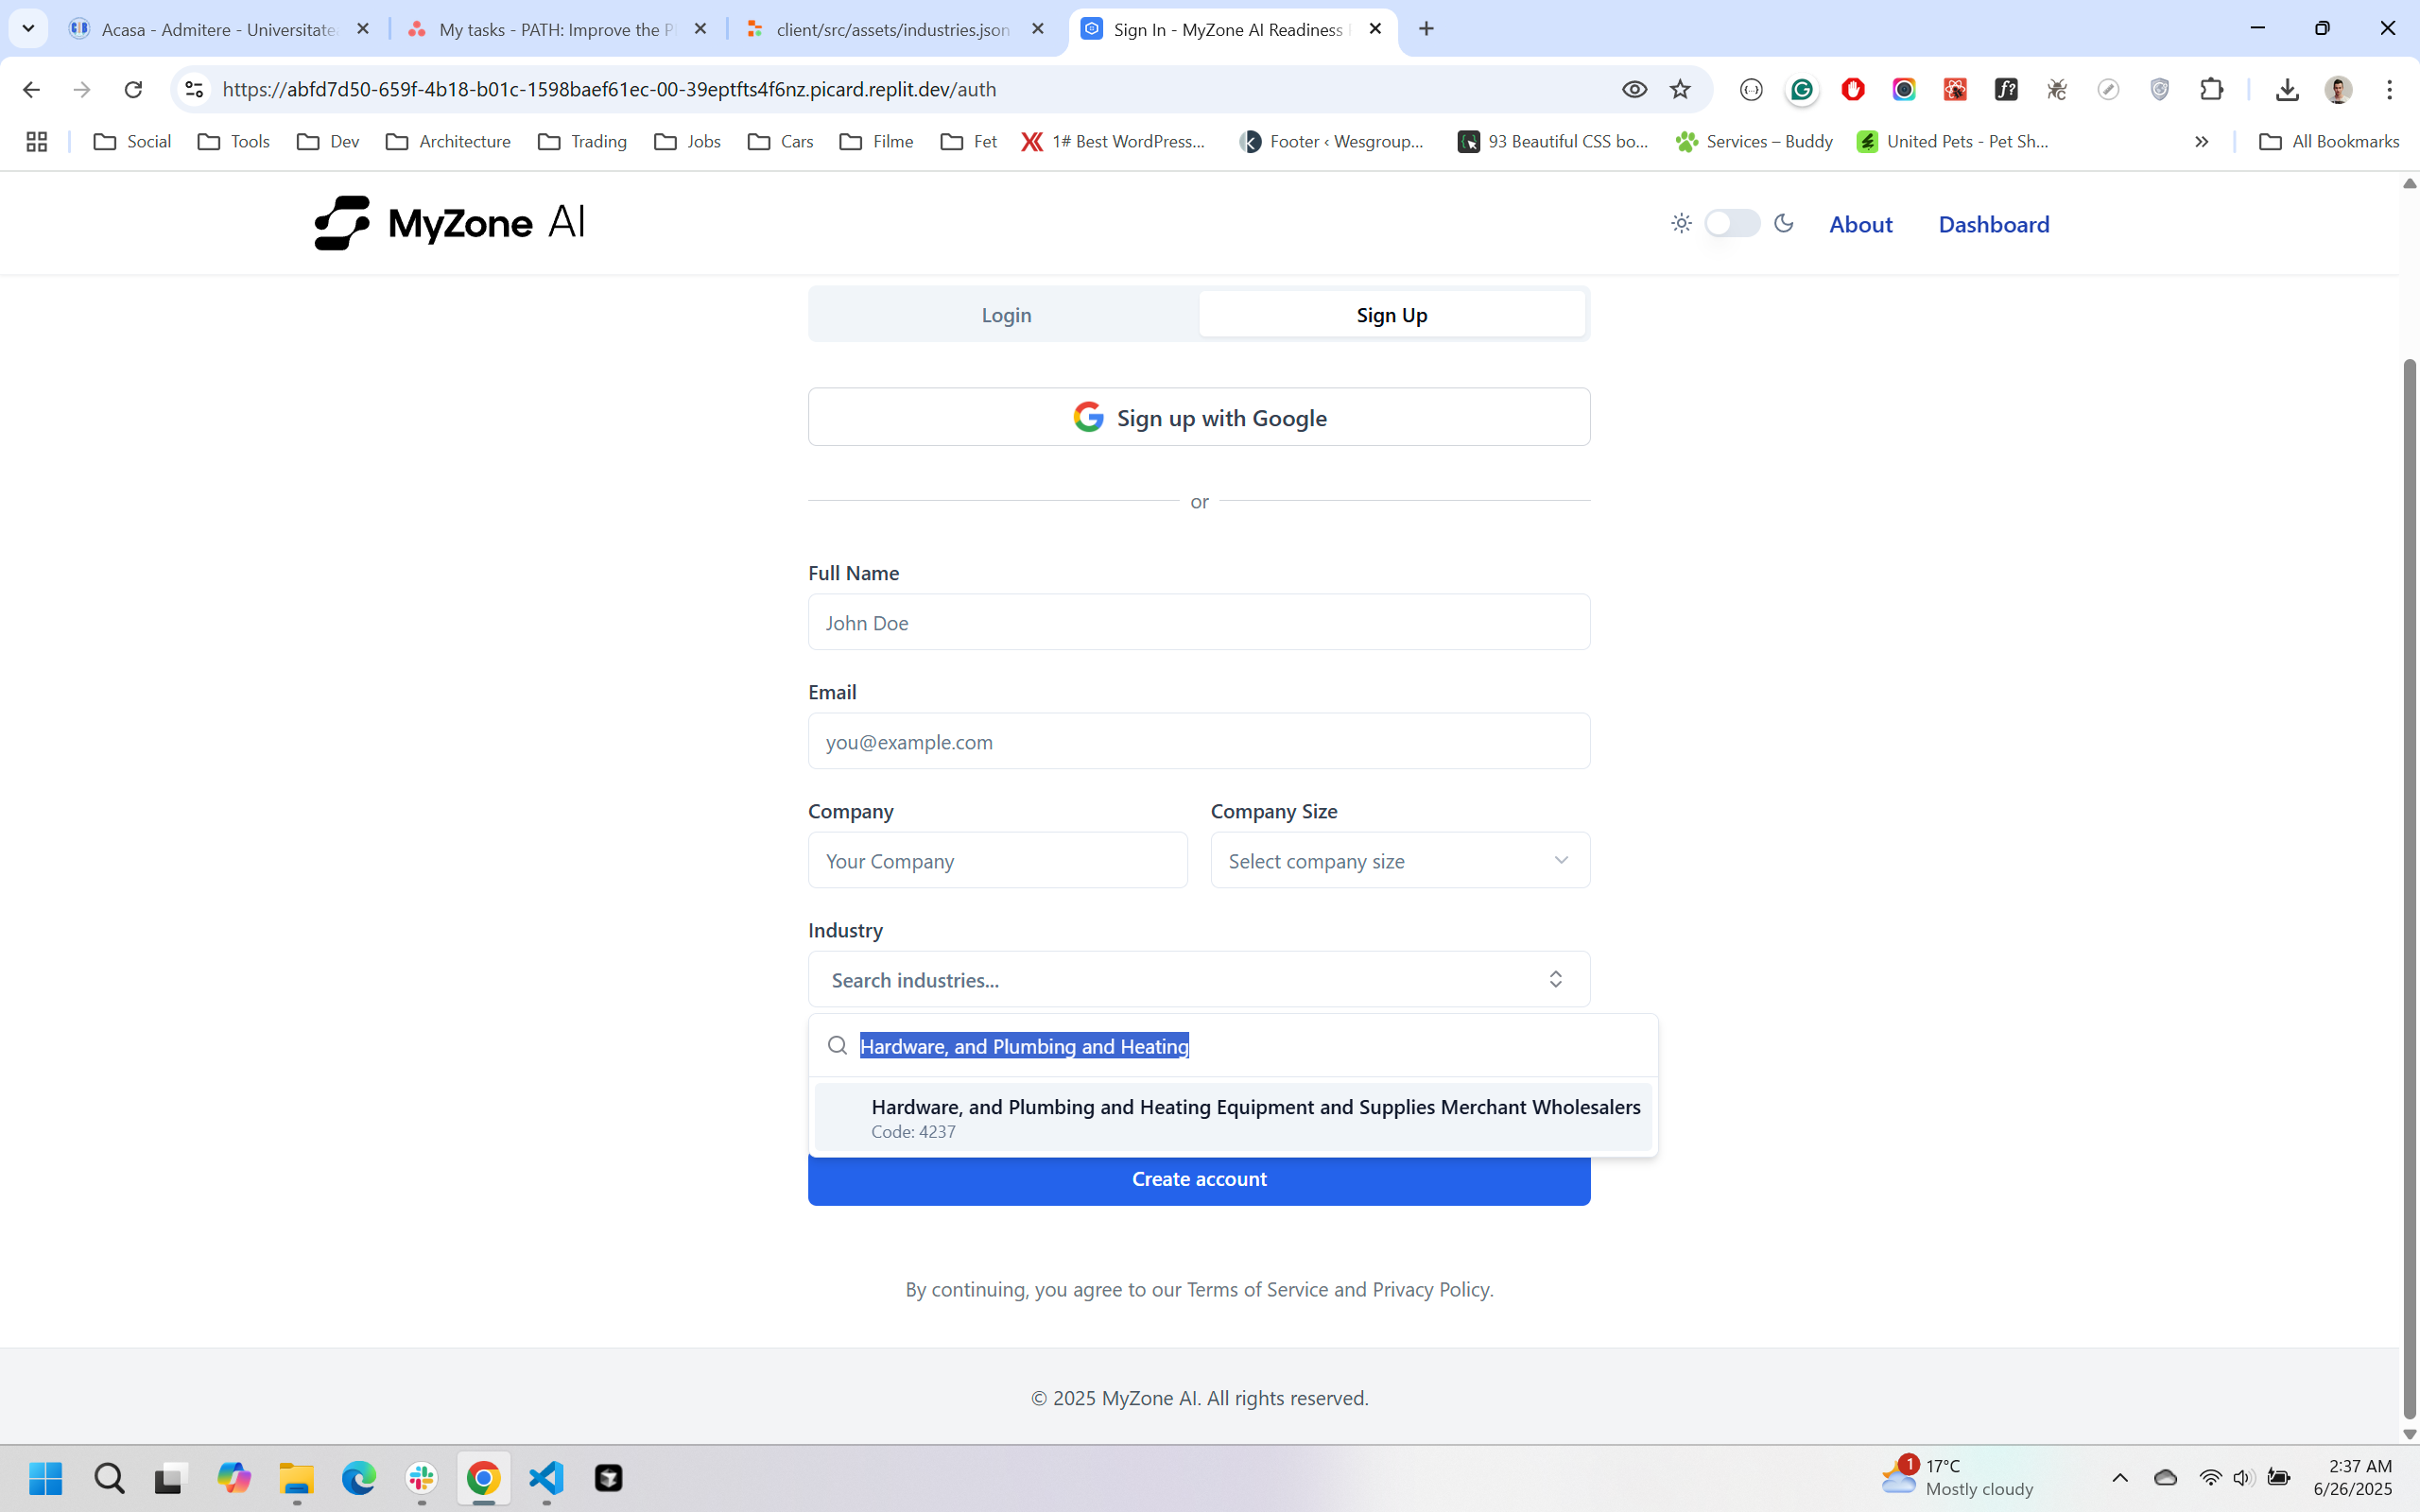 Acasa - Admitere - Universitate
My tasks - PATH: Improve the Pl
client/src/assets/industries.json
Sign In - MyZone AI Readiness
https://abfd7d50-659f-4b18-b01c-1598baef61ec-00-39eptfts4f6nz.picard.replit.dev/auth
Social
Tools
Dev
Architecture
Trading
Jobs
Cars
Filme
Fet
1# Best WordPress...
Footer ‹ Wesgroup...
93 Beautiful CSS bo...
Services – Buddy
United Pets - Pet Sh...
All Bookmarks
MyZone AI
About
Dashboard
Login
Sign Up
Sign up with Google
or
Full Name
John Doe
Email
you@example.com
Company
Company Size
Your Company
Select company size
Industry
Search industries...
Hardware, and Plumbing and Heating
Hardware, and Plumbing and Heating Equipment and Supplies Merchant Wholesalers
Code: 4237
Create account
By continuing, you agree to our Terms of Service and Privacy Policy.
© 2025 MyZone AI. All rights reserved.
1
17°C
Mostly cloudy
2:37 AM
6/26/2025